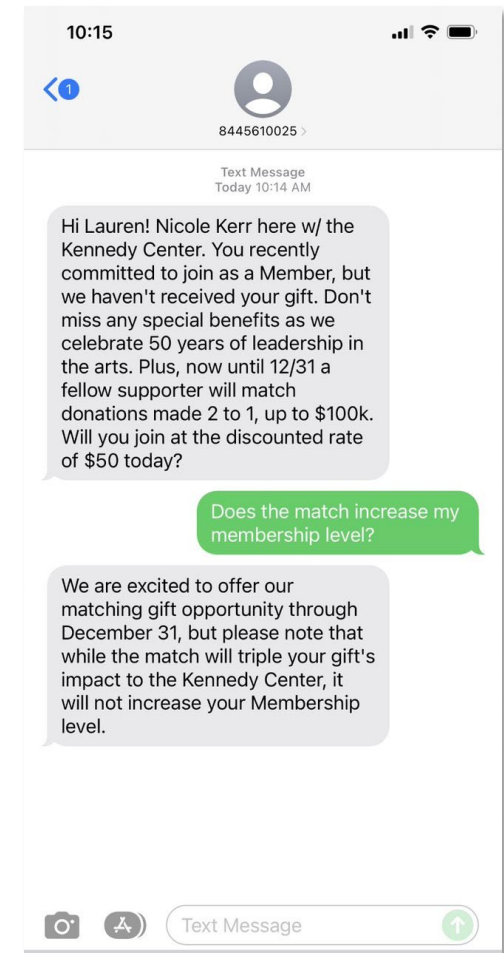 10:15
1
8445610025 >
Text Message
Today 10:14 AM
Hi Lauren! Nicole Kerr here w/ the
Kennedy Center. You recently
committed to join as a Member, but
we haven't received your gift. Don't
miss any special benefits as we
celebrate 50 years of leadership in
the arts. Plus, now until 12/31 a
fellow supporter will match
donations made 2 to 1, up to $100k.
Will you join at the discounted rate
of $50 today?
Does the match increase my
membership level?
We are excited to offer our
matching gift opportunity through
December 31, but please note that
while the match will triple your gift's
impact to the Kennedy Center, it
will not increase your Membership
level.
Text Message